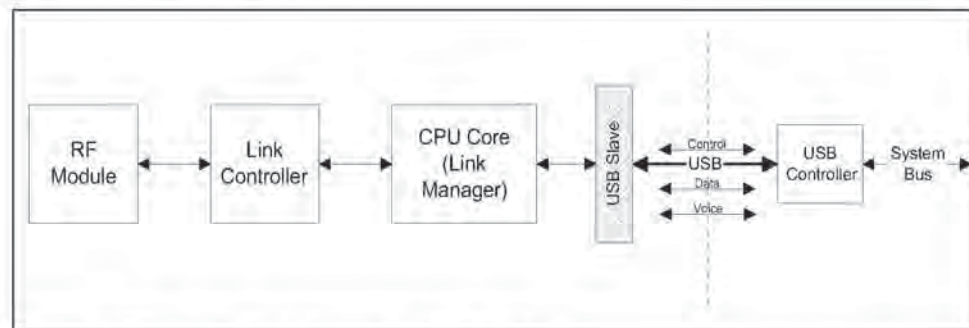 RF
Module
Link
Controller
CPU Core
(Link
Manager)
USB Slave
Control
USB
Data
Voice
USB
Controller
System
Bus